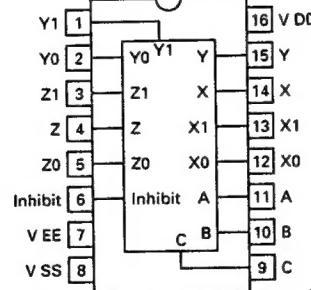 Y1 1 Y1 16 V DD
Y0 2 Y0 Y 15 Y
Z1 3 Z1 X 14 X
Z 4 Z X1 13 X1
Z0 5 Z0 X0 12 X0
Inhibit 6 Inhibit A 11 A
V EE 7 B 10 B
V SS 8 C 9 C